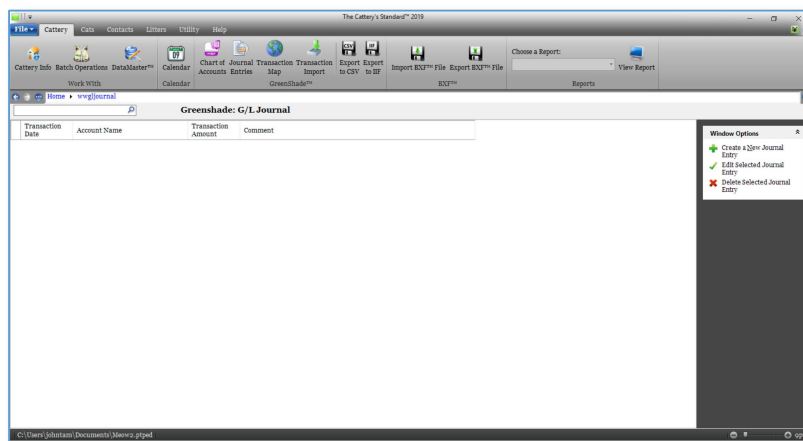 The Cattery's Standard™ 2019
File Cattery Cats Contacts Litters Utility Help
Cattery Info Batch Operations DataMaster™
Work With
09
Calendar
Calendar
Chart of Accounts
Journal Entries
Transaction Map
Transaction Import
GreenShade™
CSV
Export to CSV
IIF
Export to IIF
Import BXF™ File Export BXF™ File
BXF™
Choose a Report:
View Report
Reports
Home wwgljournal
Greenshade: G/L Journal
Transaction Date
Account Name
Transaction Amount
Comment
Window Options
Create a New Journal
Entry
Edit Selected Journal
Entry
Delete Selected Journal
Entry
C:\Users\johntam\Documents\Meow2.ptped